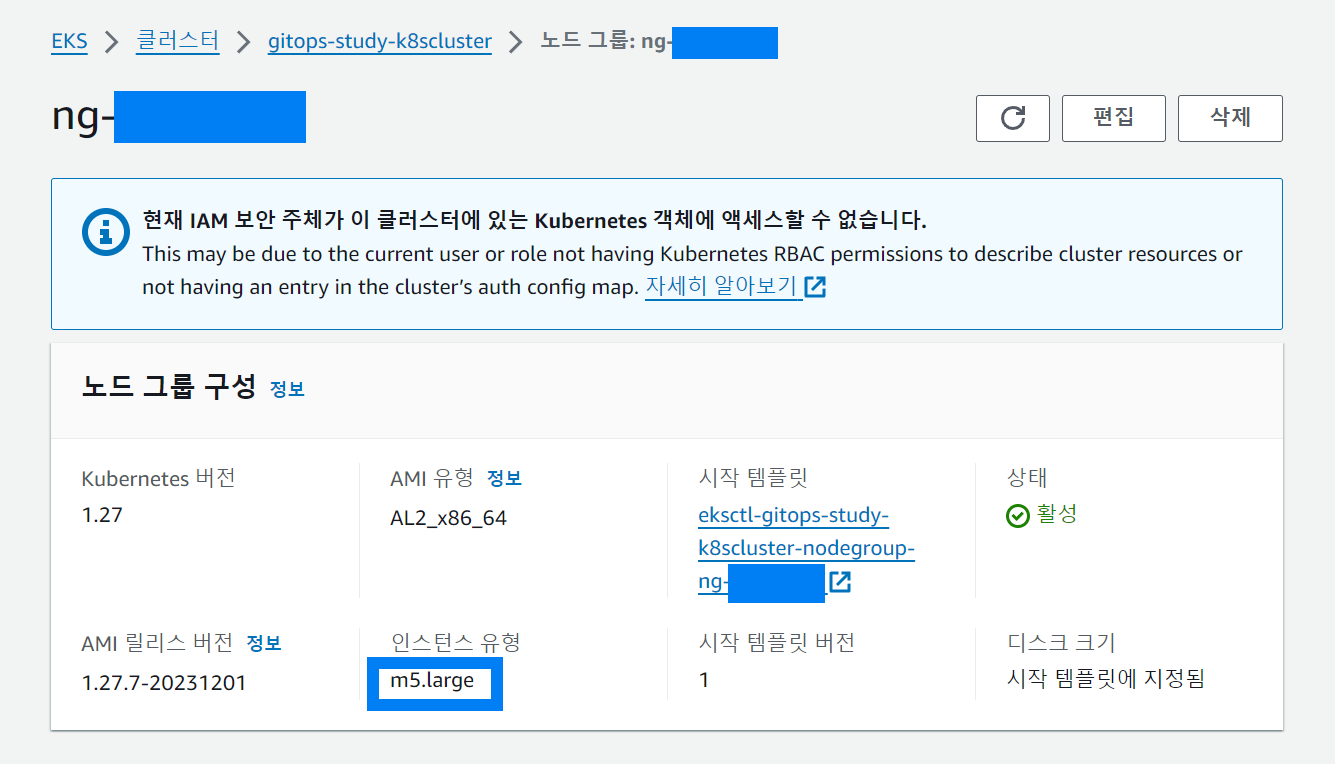 EKS > 클러스터 > gitops-study-k8scluster > 노드 그룹: ng-
ng-
편집 삭제
현재 IAM 보안 주체가 이 클러스터에 있는 Kubernetes 객체에 액세스할 수 없습니다.
This may be due to the current user or role not having Kubernetes RBAC permissions to describe cluster resources or
not having an entry in the cluster’s auth config map. 자세히 알아보기
노드 그룹 구성 정보
Kubernetes 버전
1.27
AMI 유형 정보
AL2_x86_64
시작 템플릿
eksctl-gitops-study-
k8scluster-nodegroup-
ng-
상태
활성
AMI 릴리스 버전 정보
1.27.7-20231201
인스턴스 유형
m5.large
시작 템플릿 버전
1
디스크 크기
시작 템플릿에 지정됨